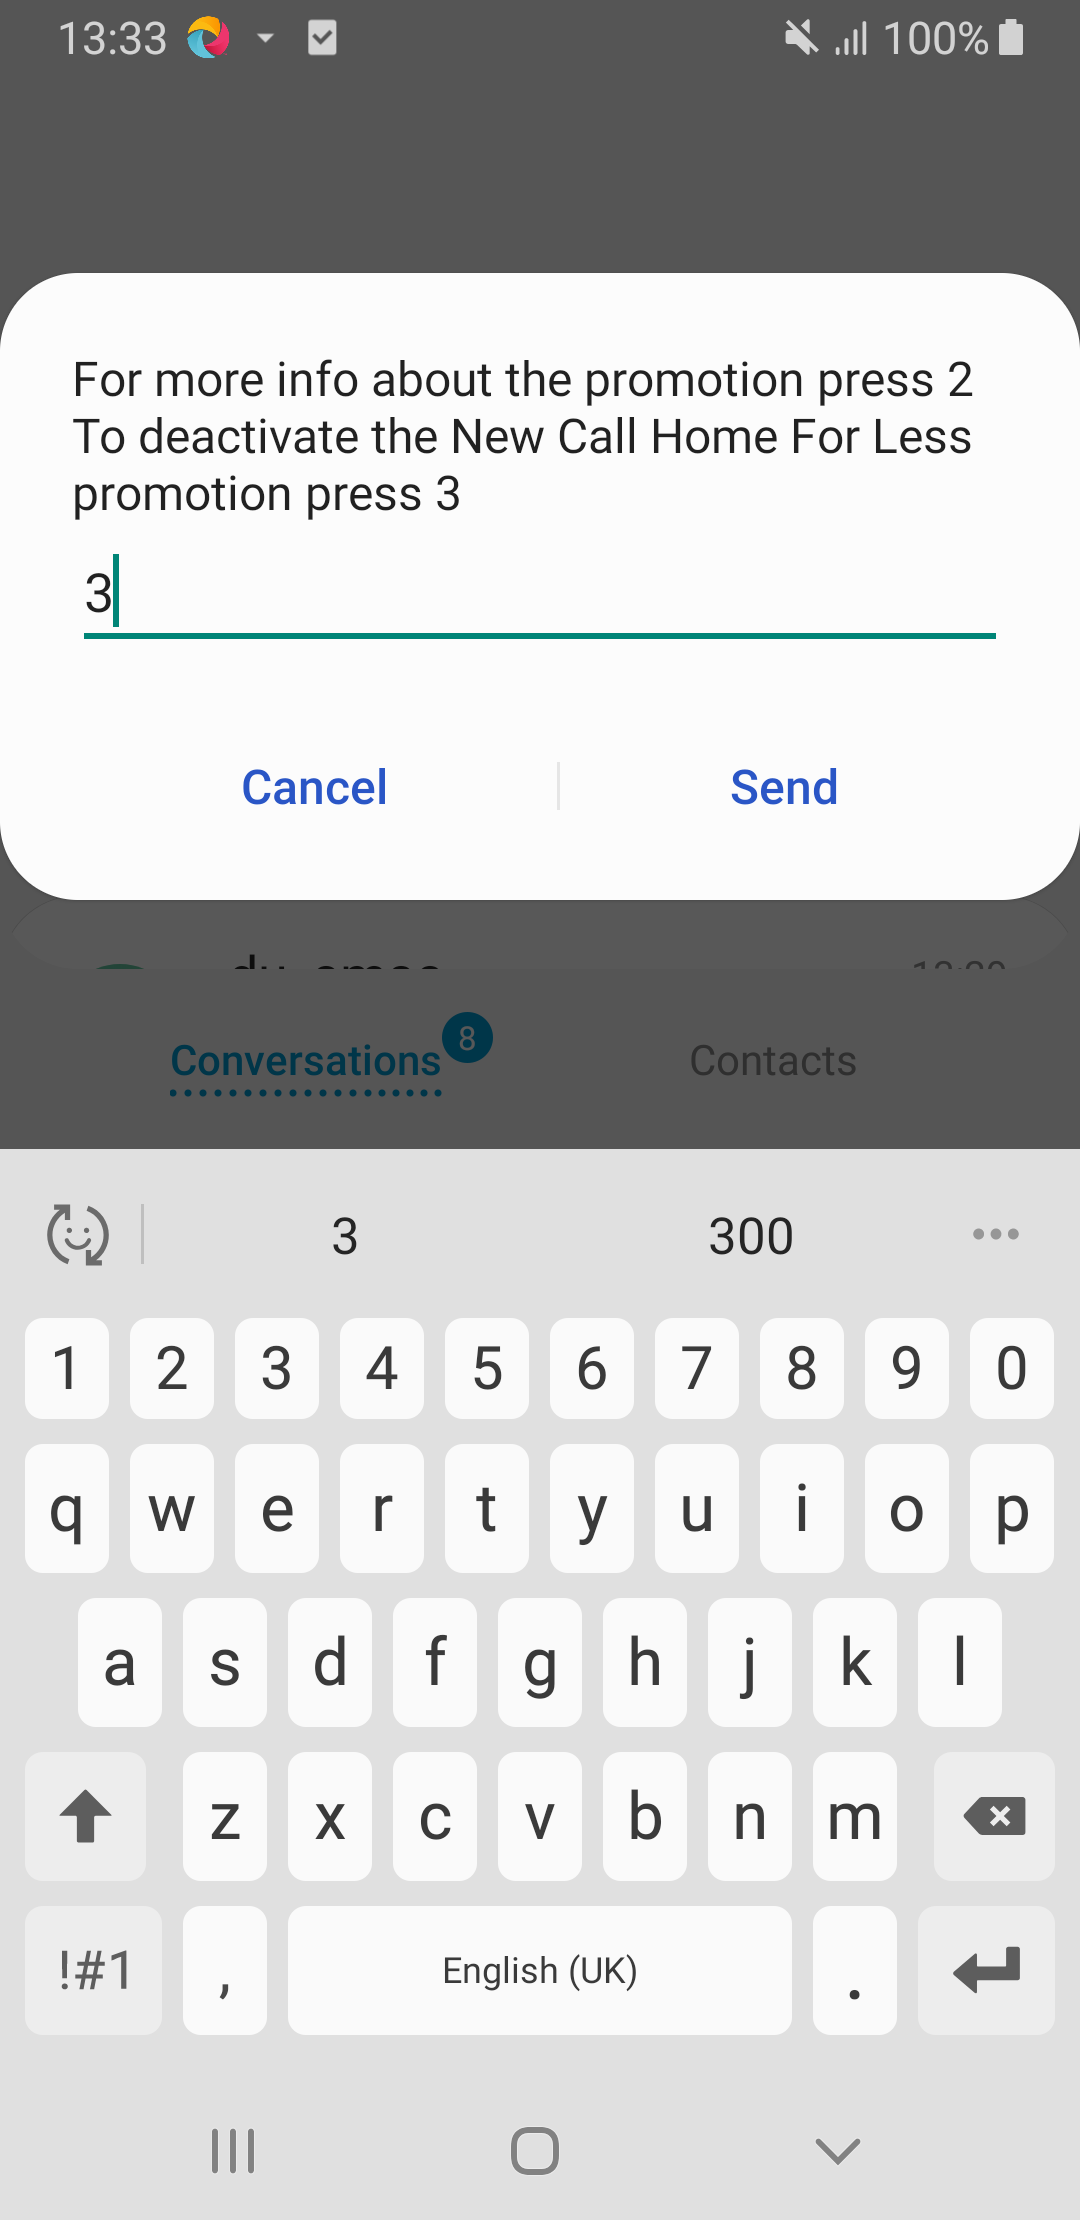 13:33
100%
For more info about the promotion press 2
To deactivate the New Call Home For Less
promotion press 3
3
Cancel
Send
Conversations
8
Contacts
3
300
1 2 3 4 5 6 7 8 9 0
q w e r t y u i o p
a s d f g h j k l
z x c v b n m
!#1 , English (UK) .